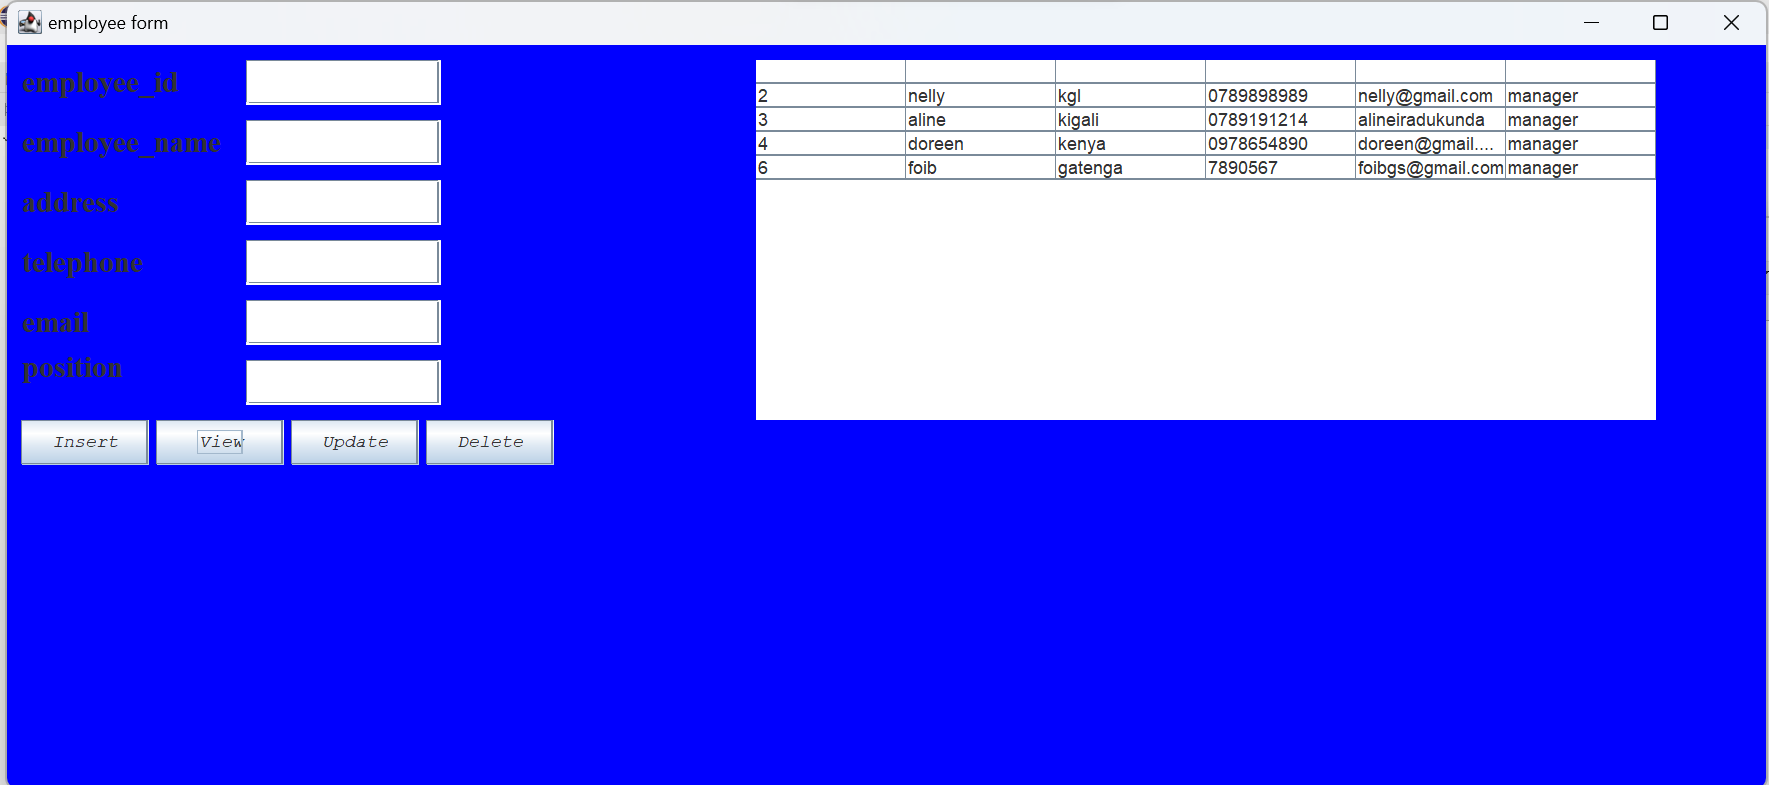 employee form
employee_id
employee_name
address
telephone
email
position
Insert View Update Delete
2 nelly kgl 0789898989 nelly@gmail.com manager
3 aline kigali 0789191214 alineiradukunda manager
4 doreen kenya 0978654890 doreen@gmail.... manager
6 foib gatenga 7890567 foibgs@gmail.com manager